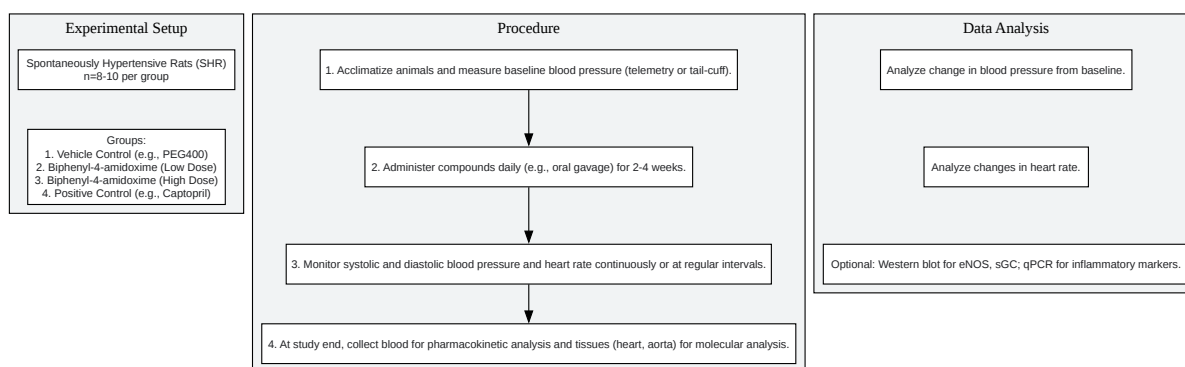 Experimental Setup
Spontaneously Hypertensive Rats (SHR)
n=8-10 per group
Groups:
1. Vehicle Control (e.g., PEG400)
2. Biphenyl-4-amidoxime (Low Dose)
3. Biphenyl-4-amidoxime (High Dose)
4. Positive Control (e.g., Captopril)
Procedure
1. Acclimatize animals and measure baseline blood pressure (telemetry or tail-cuff).
2. Administer compounds daily (e.g., oral gavage) for 2-4 weeks.
3. Monitor systolic and diastolic blood pressure and heart rate continuously or at regular intervals.
4. At study end, collect blood for pharmacokinetic analysis and tissues (heart, aorta) for molecular analysis.
Data Analysis
Analyze change in blood pressure from baseline.
Analyze changes in heart rate.
Optional: Western blot for eNOS, sGC; qPCR for inflammatory markers.